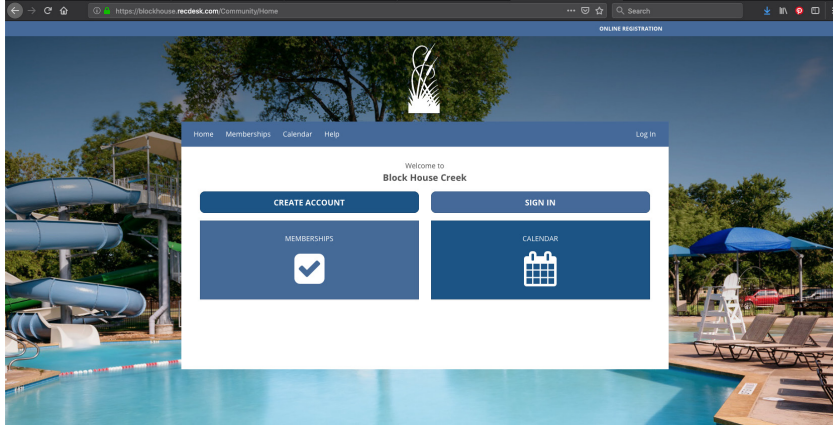 https://blockhouse.recdesk.com/Community/Home
Search
ONLINE REGISTRATION
Home Memberships Calendar Help Log In
Welcome to
Block House Creek
CREATE ACCOUNT SIGN IN
MEMBERSHIPS CALENDAR